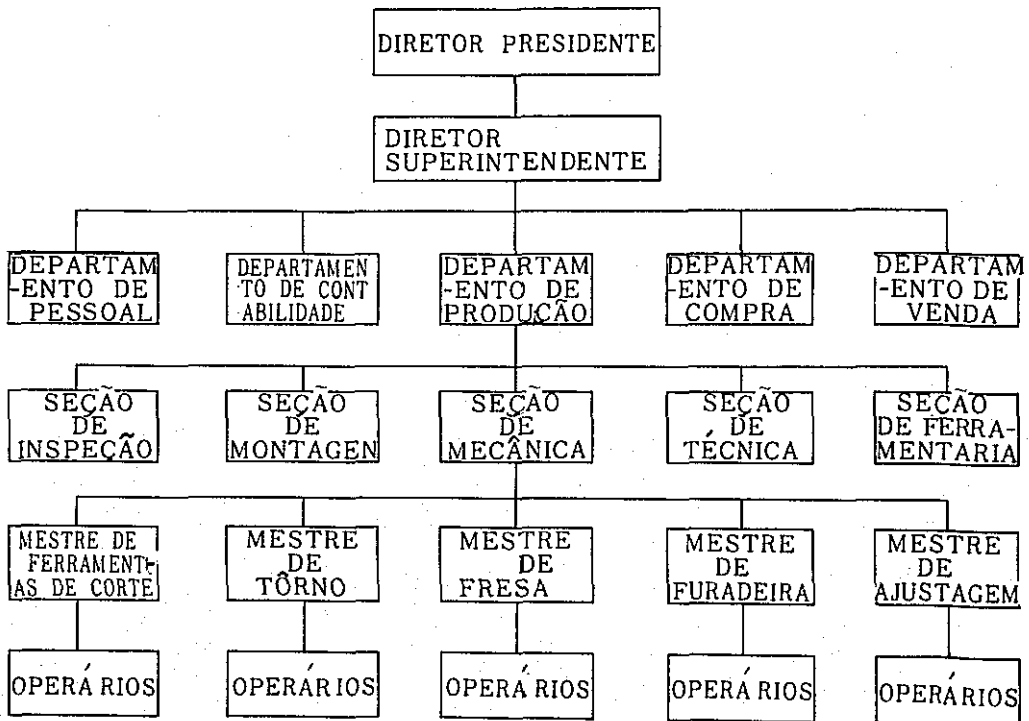 DIRETOR PRESIDENTE
DIRETOR
SUPERINTENDENTE
DEPARTAM
-ENTO DE
PESSOAL
DEPARTAMEN
TO DE CONT
ABILIDADE
DEPARTAM
-ENTO DE
PRODUÇÃO
DEPARTAM
-ENTO DE
COMPRA
DEPARTAM
-ENTO DE
VENDA
SEÇÃO
DE
INSPEÇÃO
SEÇÃO
DE
MONTAGEN
SEÇÃO
DE
MECÂNICA
SEÇÃO
DE
TÉCNICA
SEÇÃO
DE FERRA-
MENTARIA
MESTRE DE
FERRAMENT-
AS DE CORTE
MESTRE
DE
TÔRNO
MESTRE
DE
FRESA
MESTRE
DE
FURADEIRA
MESTRE
DE
AJUSTAGEM
OPERÁRIOS
OPERÁRIOS
OPERÁRIOS
OPERÁRIOS
OPERÁRIOS